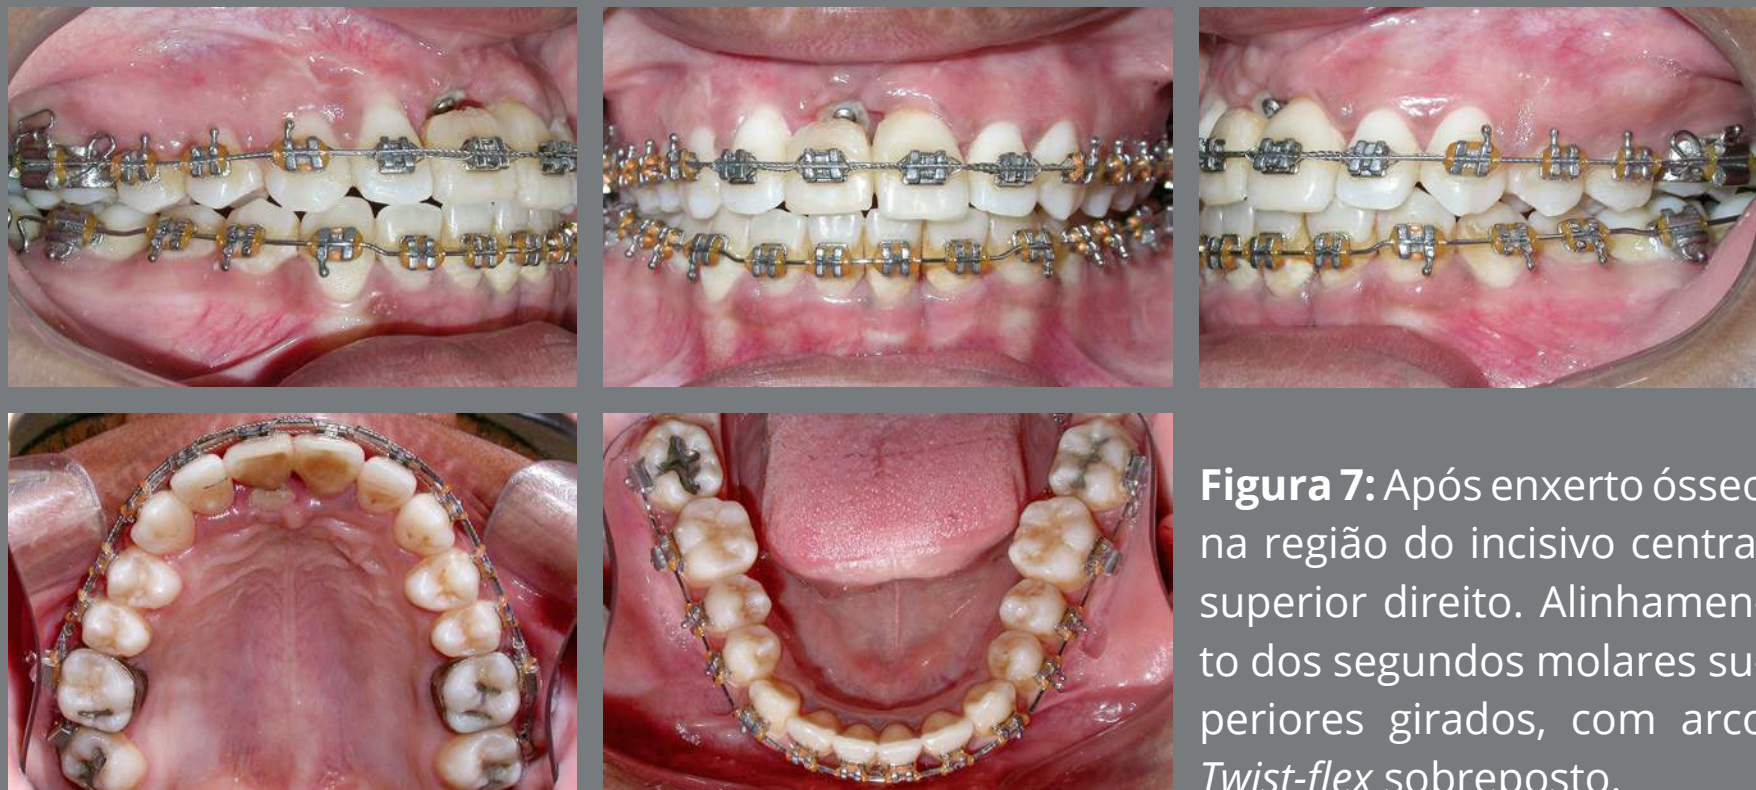 Figura 7: Após enxerto ósseo
na região do incisivo central
superior direito. Alinhamen-
to dos segundos molares su-
periores girados, com arco
Twist-flex sobreposto.